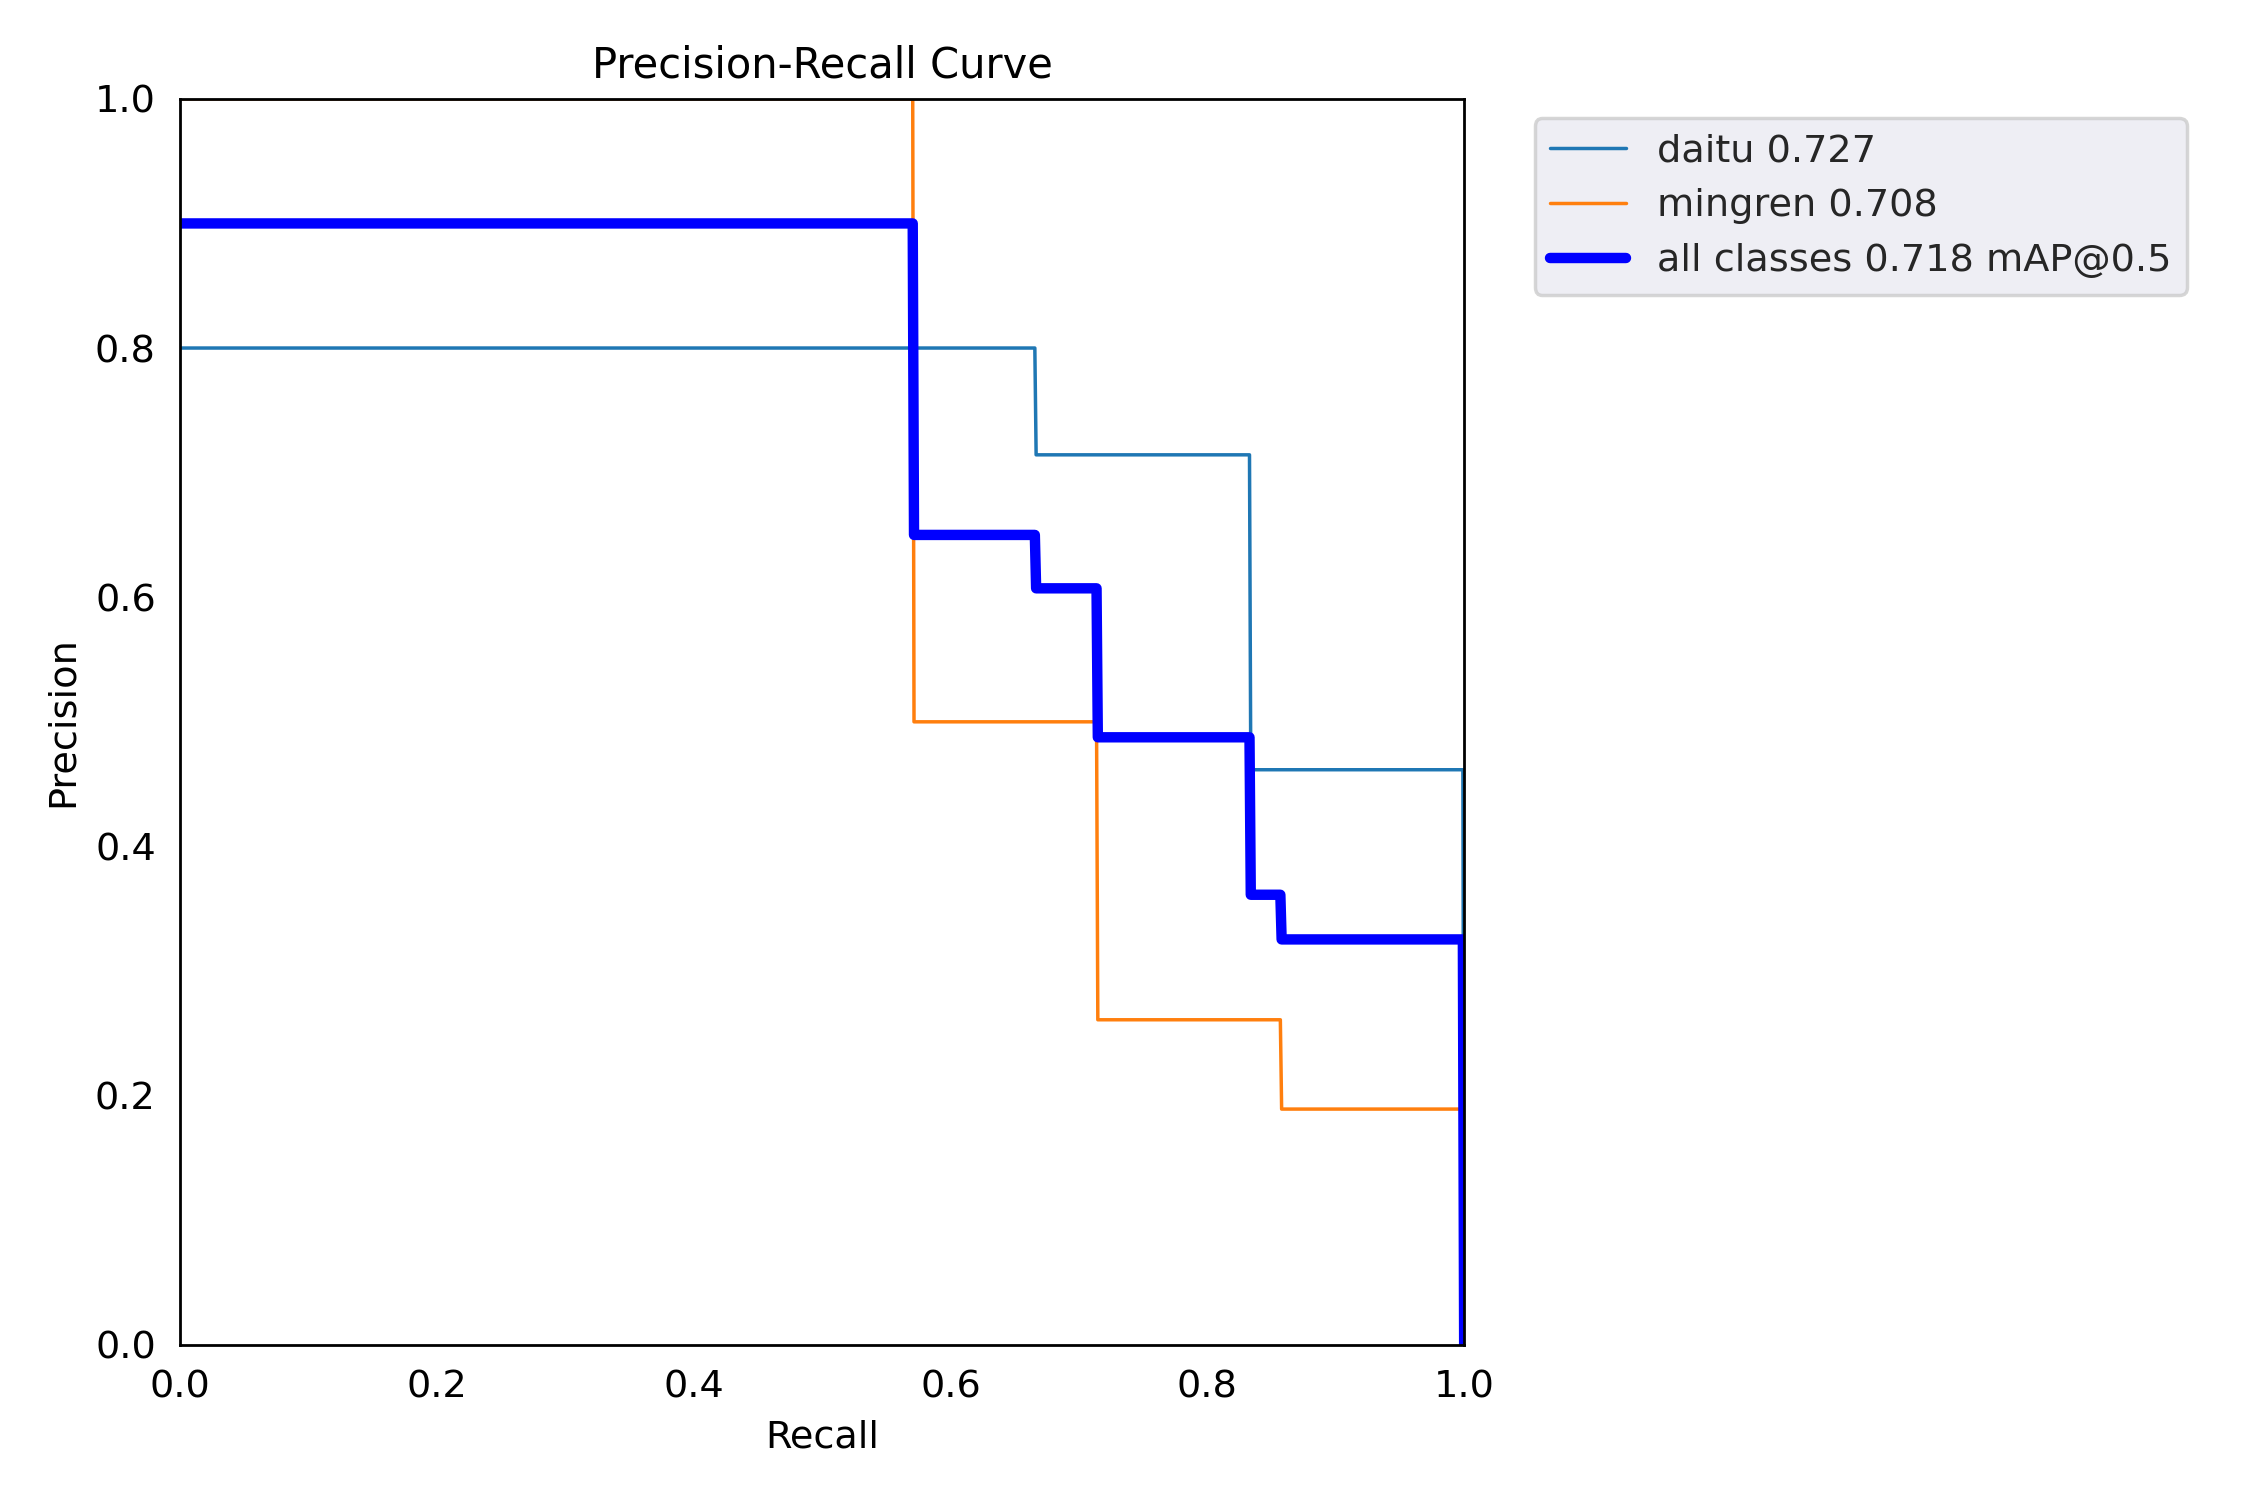 Precision-Recall Curve
1.0
0.8
0.6
0.4
0.2
0.0
Precision
0.0 0.2 0.4 0.6 0.8 1.0
Recall
daitu 0.727
mingren 0.708
all classes 0.718 mAP@0.5